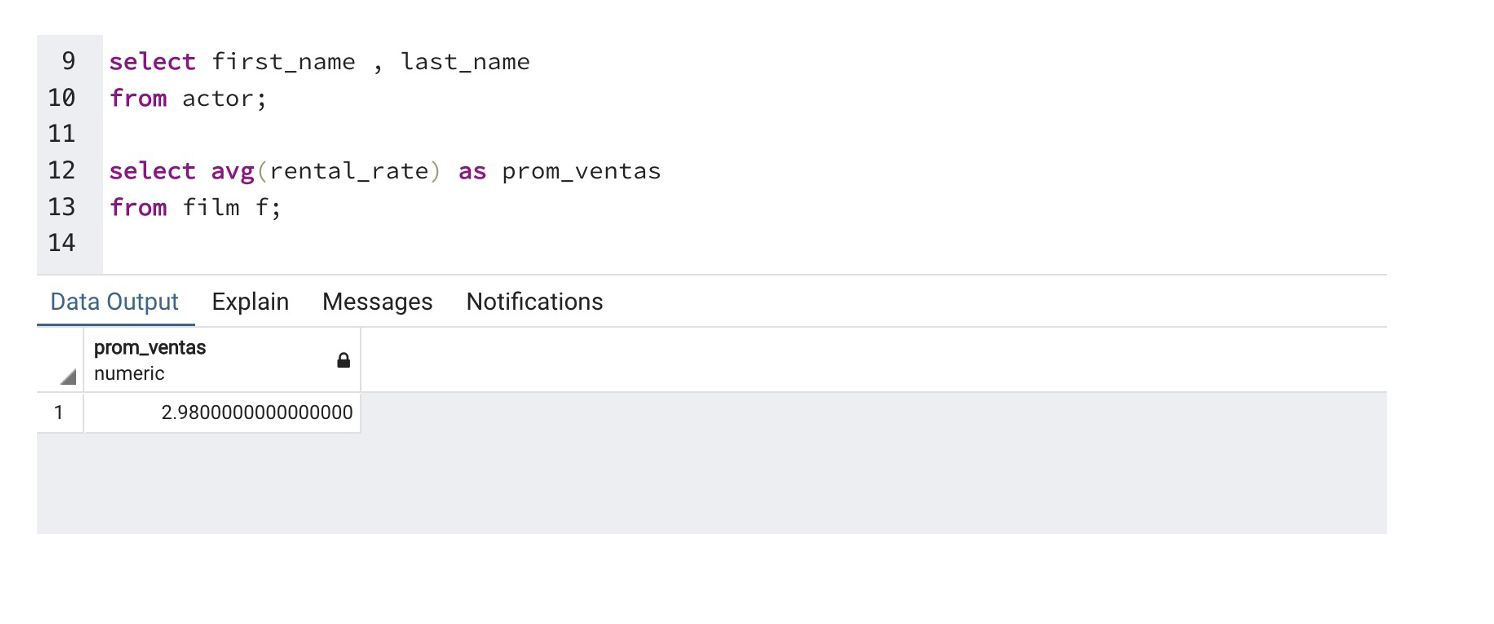 9 select first_name , last_name
10 from actor;
11
12 select avg(rental_rate) as prom_ventas
13 from film f;
14
Data Output Explain Messages Notifications
prom_ventas
numeric
1 2.9800000000000000